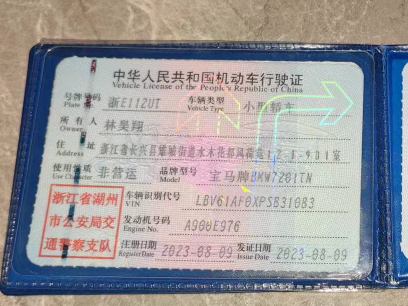 中华人民共和国机动车行驶证
Vehicle License of the People's Republic of China
号牌号码 浙E11ZUT 车辆类型 小型轿车
Plate No. Vehicle Type
所有人 林昊翔
Owner
住址 浙江省长兴县雉城街道水木花都风荷苑17-1-901室
Address
使用性质 非营运 品牌型号 宝马牌BMW7201TN
Use Character Model
浙江省湖州 车辆识别代号 LBV61AF0XPSB31083
VIN
市公安局交 发动机号码 A900E976
Engine No.
通警察支队 注册日期 2023-08-09 发证日期 2023-08-09
Register Date Issue Date